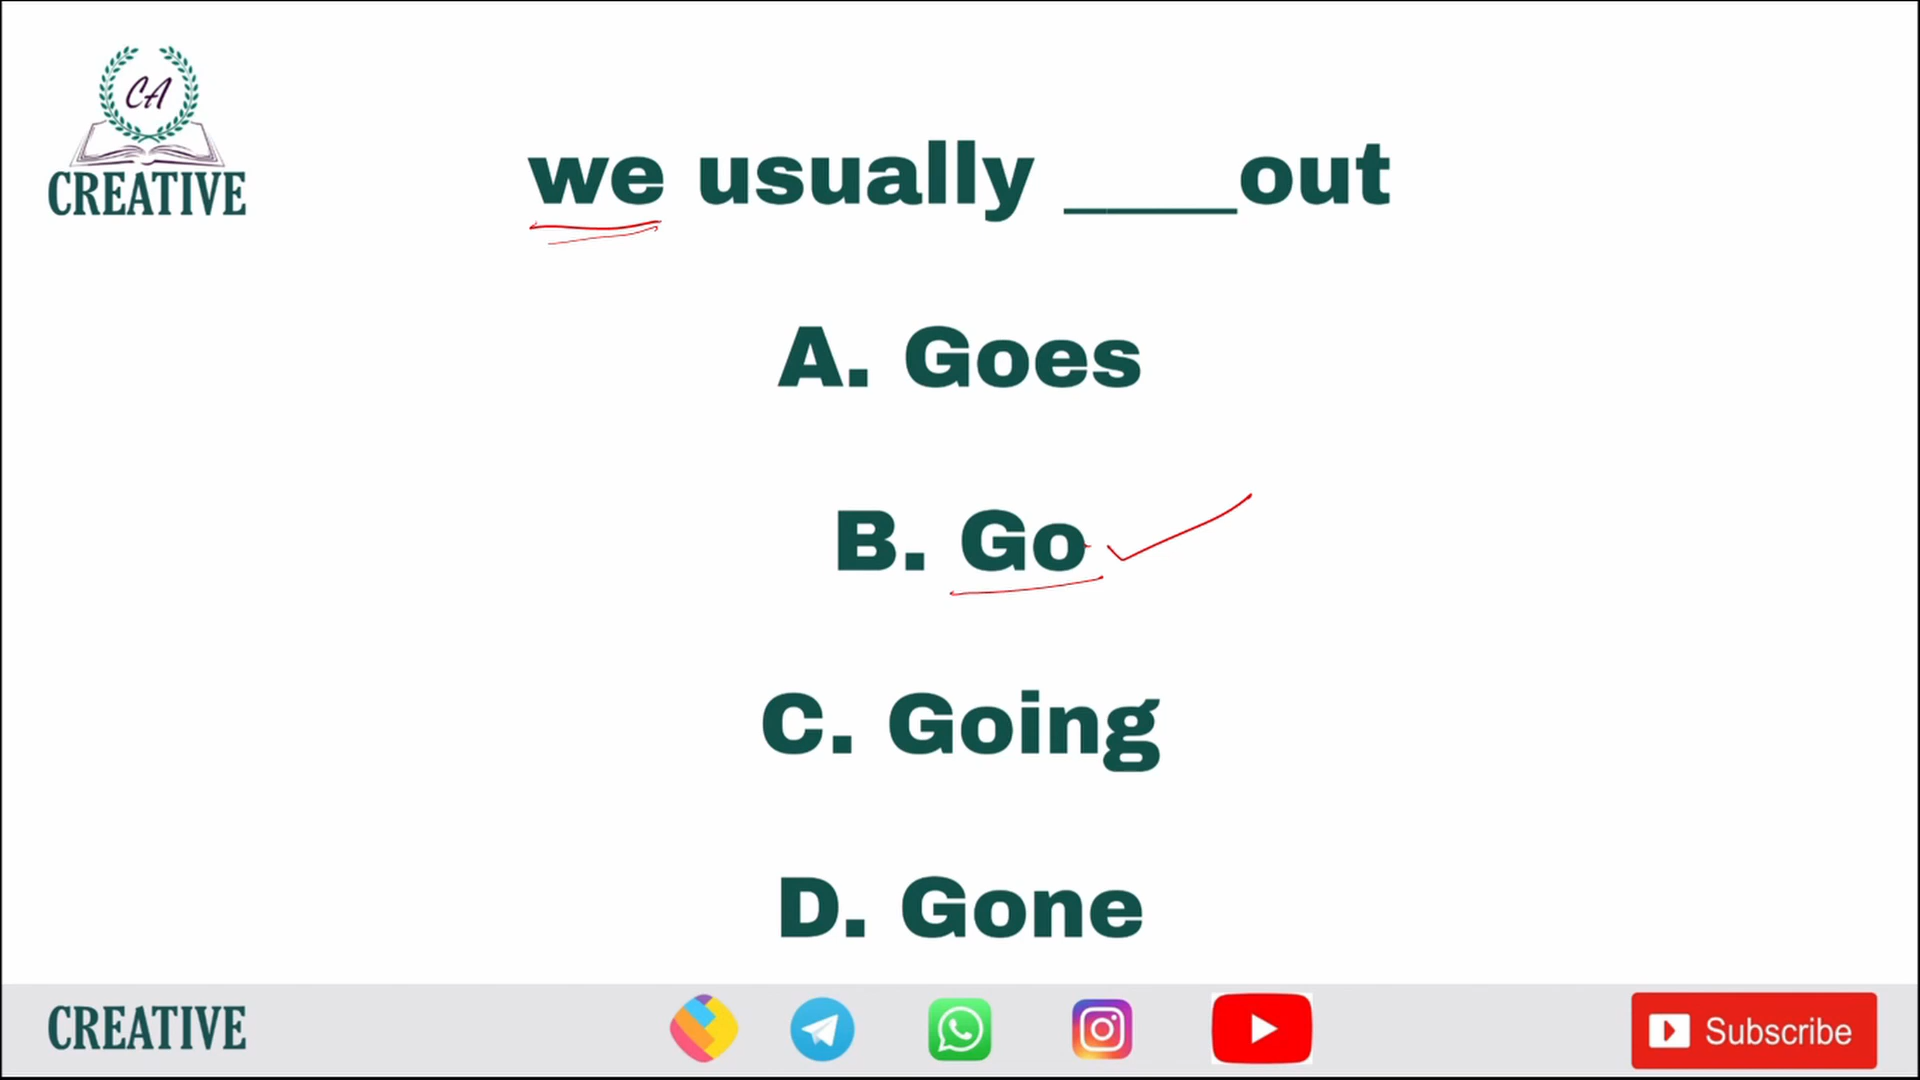 CA
CREATIVE
we usually ____out
A. Goes
B. Go
C. Going
D. Gone
CREATIVE
Subscribe